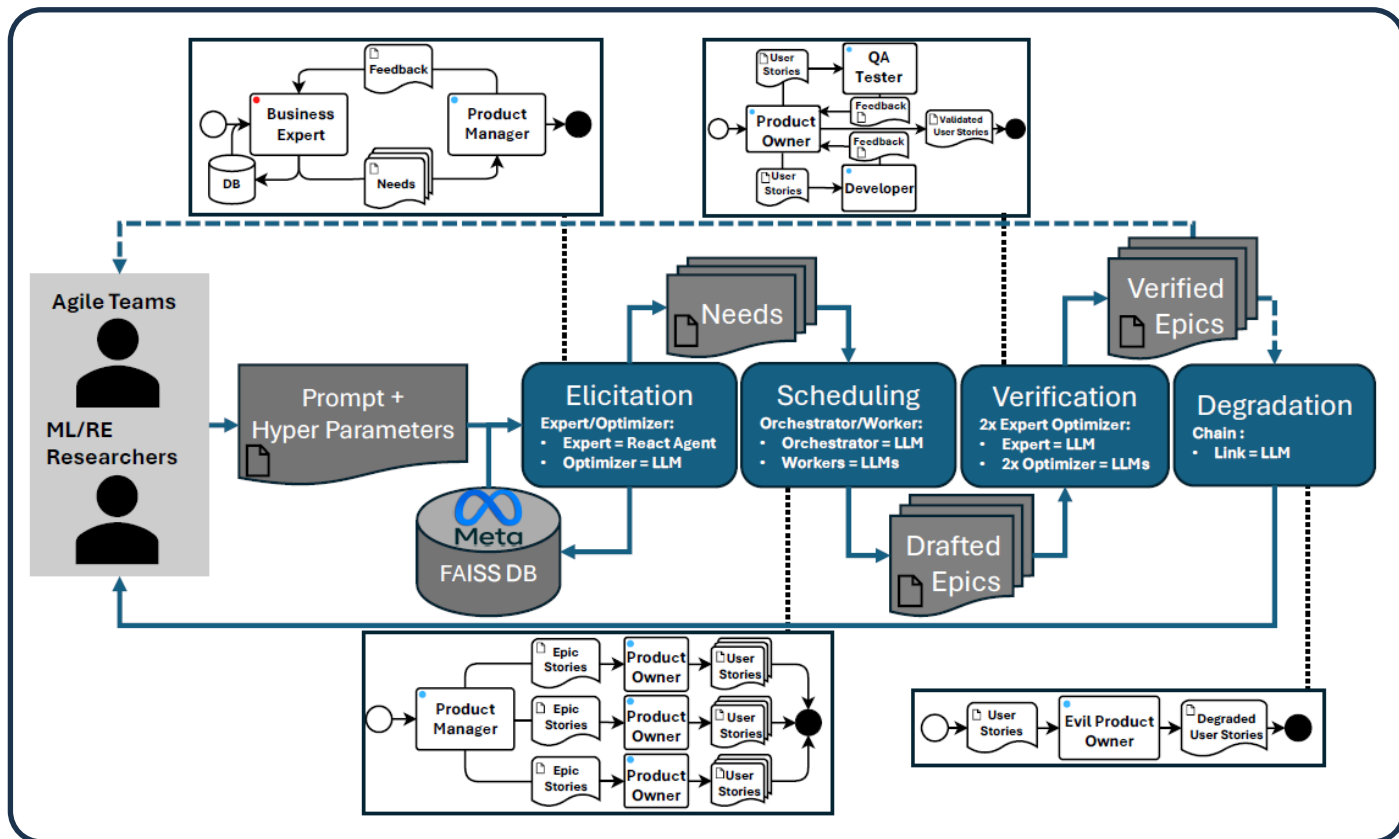 Feedback
Business
Expert
Product
Manager
DB
Needs
User
Stories
QA
Tester
Feedback
Product
Owner
Validated
User Stories
Feedback
User
Stories
Developer
Agile Teams
ML/RE
Researchers
Prompt +
Hyper Parameters
Meta
FAISS DB
Needs
Elicitation
Expert/Optimizer:
• Expert = React Agent
• Optimizer = LLM
Scheduling
Orchestrator/Worker:
• Orchestrator = LLM
• Workers = LLMs
Drafted
Epics
Verification
2x Expert Optimizer:
• Expert = LLM
• 2x Optimizer = LLMs
Verified
Epics
Degradation
Chain :
• Link = LLM
Product
Manager
Epic
Stories
Product
Owner
User
Stories
Epic
Stories
Product
Owner
User
Stories
Epic
Stories
Product
Owner
User
Stories
User
Stories
Evil Product
Owner
Degraded
User Stories